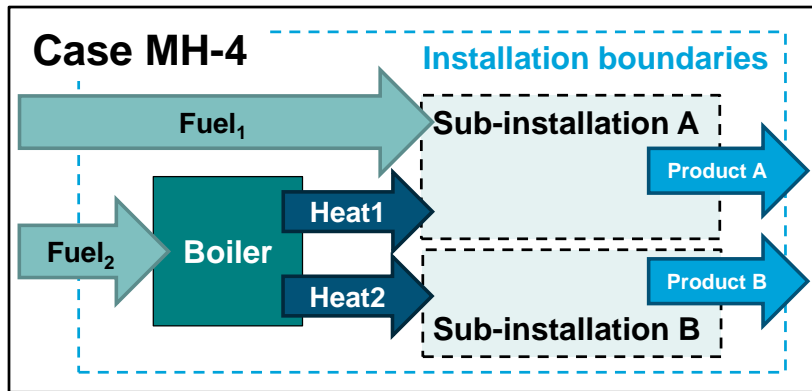 Case MH-4
Installation boundaries
Fuel₁
Sub-installation A
Product A
Heat1
Fuel₂
Boiler
Heat2
Product B
Sub-installation B